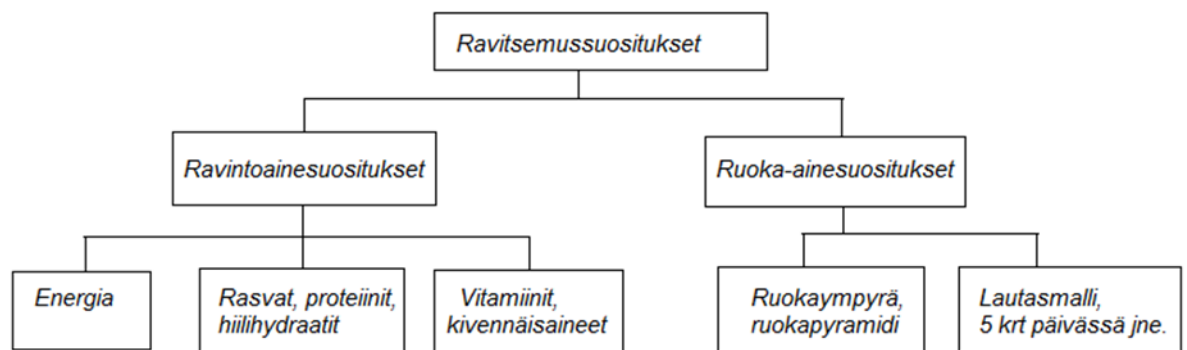 Ravitsemussuositukset
Ravintoainesuositukset
Ruoka-ainesuositukset
Energia
Rasvat, proteiinit,
hiilihydraatit
Vitamiinit,
kivennäisaineet
Ruokaympyrä,
ruokapyramidi
Lautasmalli,
5 krt päivässä jne.